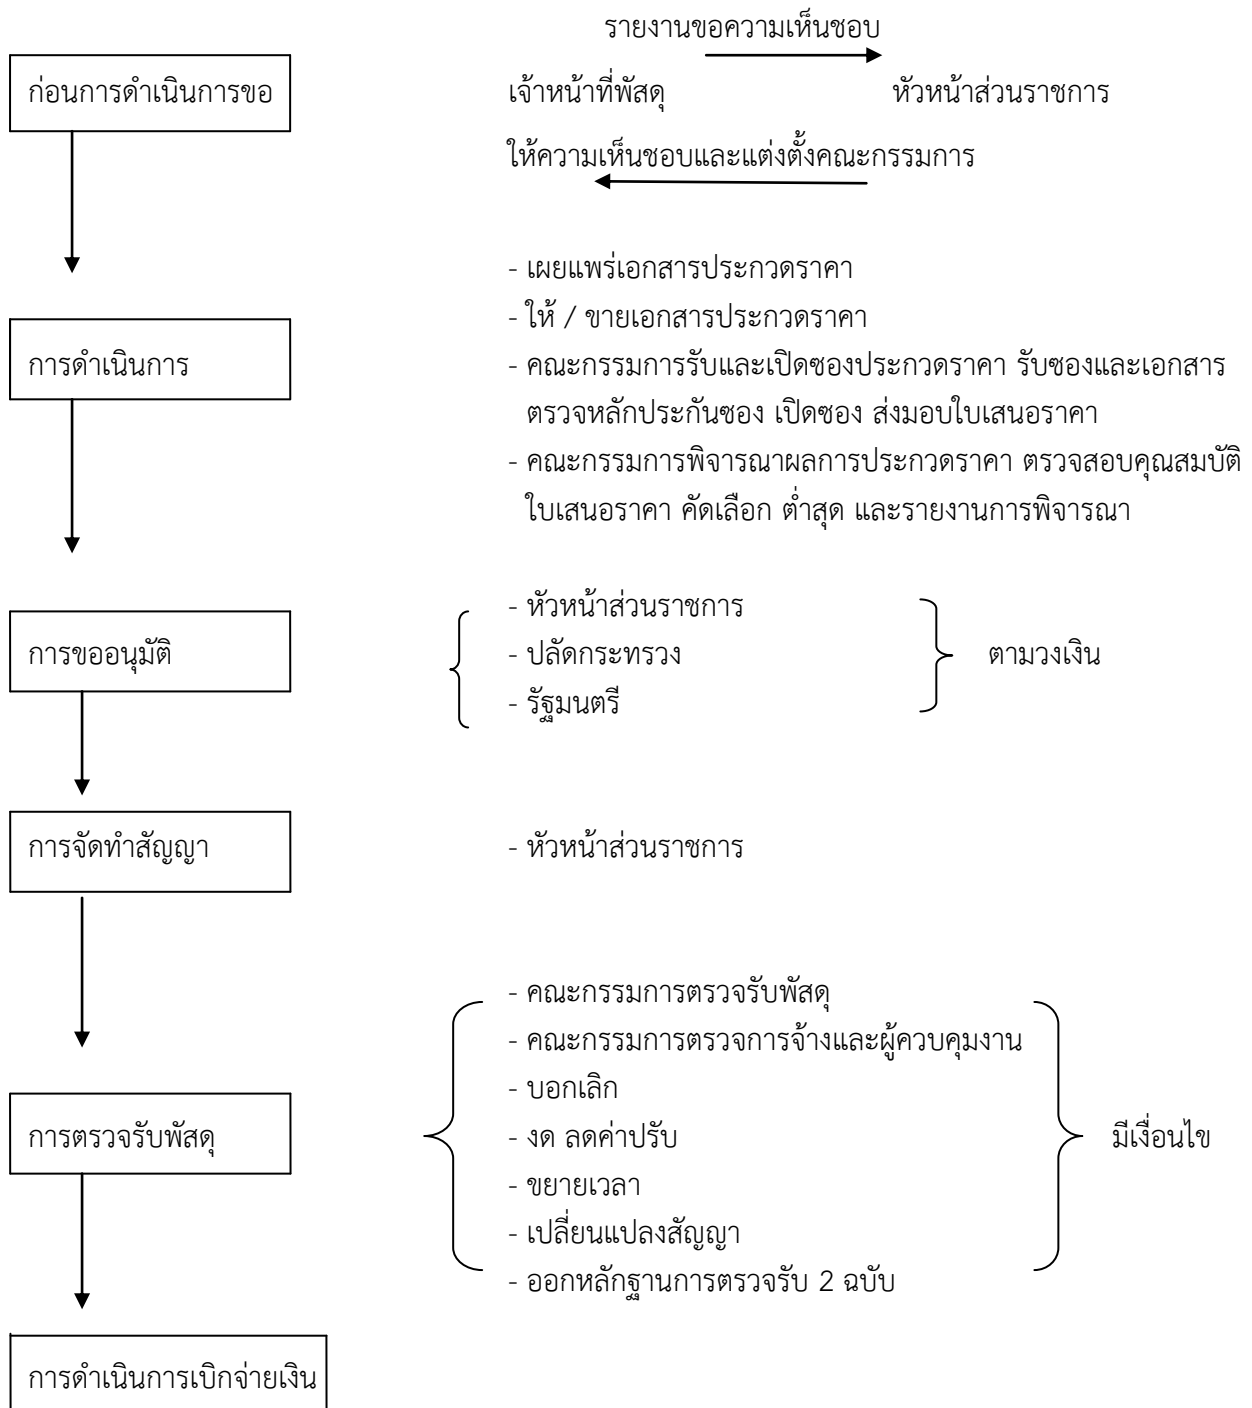 รายงานขอความเห็นชอบ
ก่อนการดำเนินการขอ
เจ้าหน้าที่พัสดุ หัวหน้าส่วนราชการ
ให้ความเห็นชอบและแต่งตั้งคณะกรรมการ
- เผยแพร่เอกสารประกวดราคา
- ให้ / ขายเอกสารประกวดราคา
การดำเนินการ
- คณะกรรมการรับและเปิดซองประกวดราคา รับซองและเอกสาร
ตรวจหลักประกันซอง เปิดซอง ส่งมอบใบเสนอราคา
- คณะกรรมการพิจารณาผลการประกวดราคา ตรวจสอบคุณสมบัติ
ใบเสนอราคา คัดเลือก ต่ำสุด และรายงานการพิจารณา
การขออนุมัติ
- หัวหน้าส่วนราชการ
- ปลัดกระทรวง
- รัฐมนตรี
ตามวงเงิน
การจัดทำสัญญา
- หัวหน้าส่วนราชการ
การตรวจรับพัสดุ
- คณะกรรมการตรวจรับพัสดุ
- คณะกรรมการตรวจการจ้างและผู้ควบคุมงาน
- บอกเลิก
- งด ลดค่าปรับ
- ขยายเวลา
- เปลี่ยนแปลงสัญญา
- ออกหลักฐานการตรวจรับ 2 ฉบับ
มีเงื่อนไข
การดำเนินการเบิกจ่ายเงิน